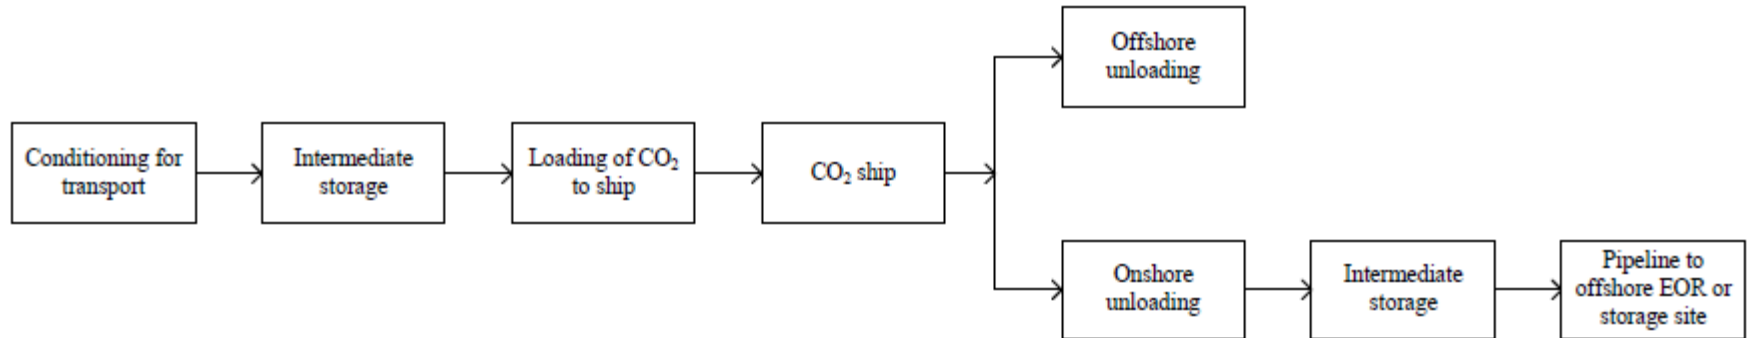 Conditioning for
transport
Intermediate
storage
Loading of CO₂
to ship
CO₂ ship
Offshore
unloading
Onshore
unloading
Intermediate
storage
Pipeline to
offshore EOR or
storage site